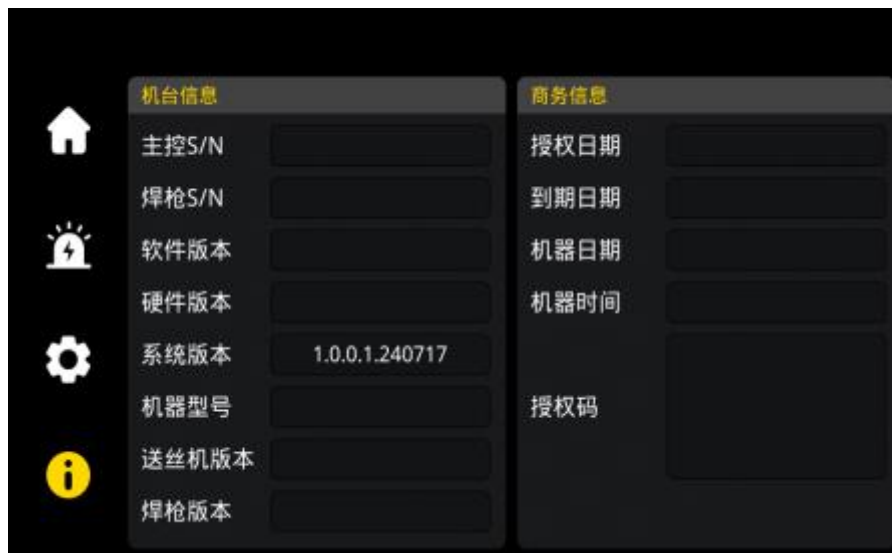 机台信息
主控S/N
焊枪S/N
软件版本
硬件版本
系统版本 1.0.0.1.240717
机器型号
送丝机版本
焊枪版本
商务信息
授权日期
到期日期
机器日期
机器时间
授权码